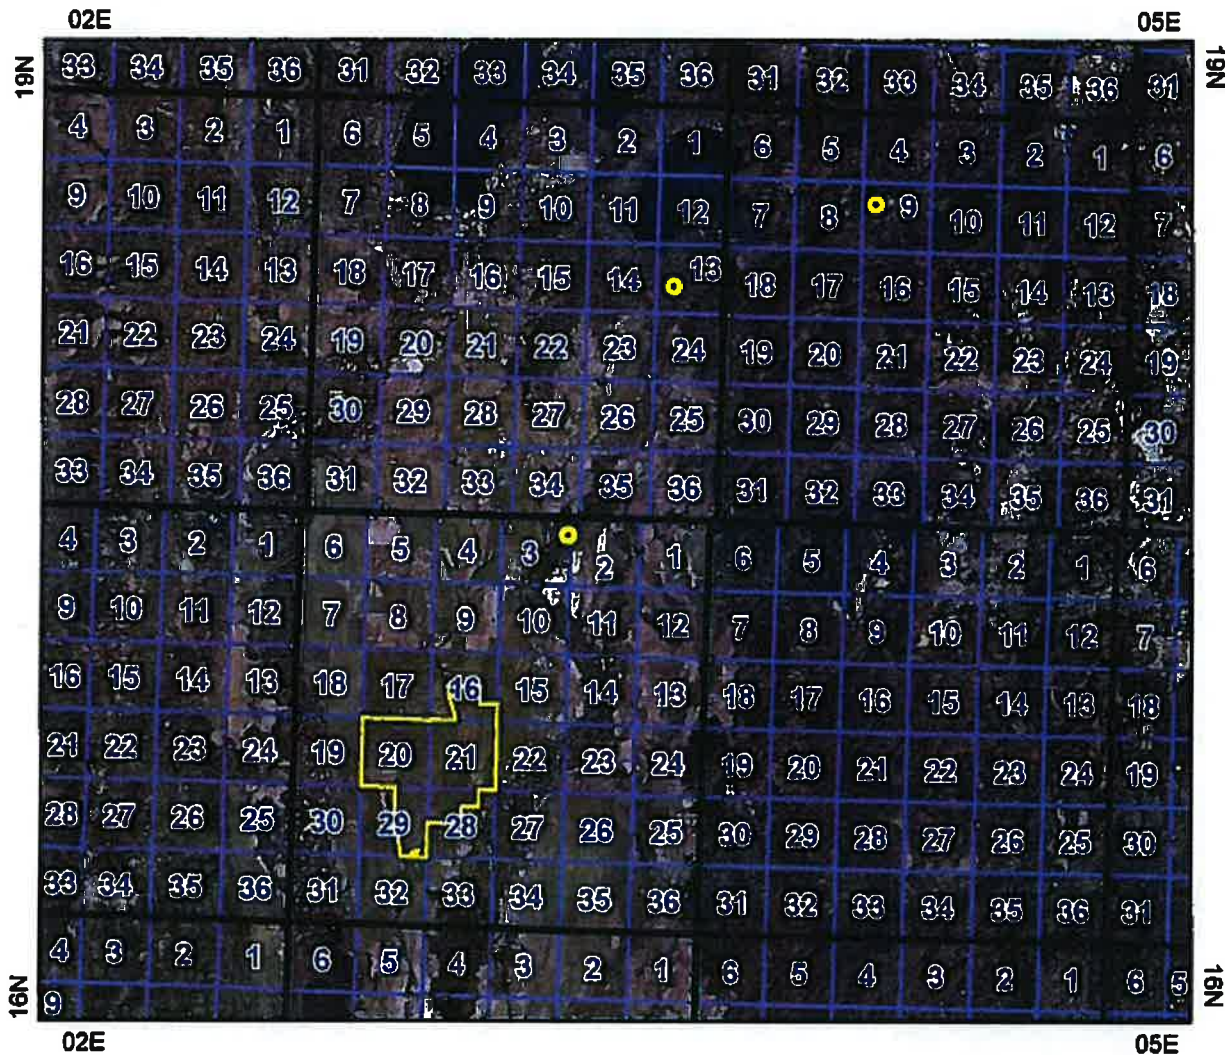 02E 05E
19N 19N
33 34 35 36 31 32 33 34 35 36 31 32 33 34 35 36 31
4 3 2 1 6 5 4 3 2 1 6 5 4 3 2 1 6
9 10 11 12 7 8 9 10 11 12 7 8 9 10 11 12 7
16 15 14 13 18 17 16 15 14 13 18 17 16 15 14 13 18
21 22 23 24 19 20 21 22 23 24 19 20 21 22 23 24 19
28 27 26 25 30 29 28 27 26 25 30 29 28 27 26 25 30
33 34 35 36 31 32 33 34 35 36 31 32 33 34 35 36 31
4 3 2 1 6 5 4 3 2 1 6 5 4 3 2 1 6
9 10 11 12 7 8 9 10 11 12 7 8 9 10 11 12 7
16 15 14 13 18 17 16 15 14 13 18 17 16 15 14 13 18
21 22 23 24 19 20 21 22 23 24 19 20 21 22 23 24 19
28 27 26 25 30 29 28 27 26 25 30 29 28 27 26 25 30
33 34 35 36 31 32 33 34 35 36 31 32 33 34 35 36 31
4 3 2 1 6 5 4 3 2 1 6 5 4 3 2 1 6 5
9
16N 16N
02E 05E